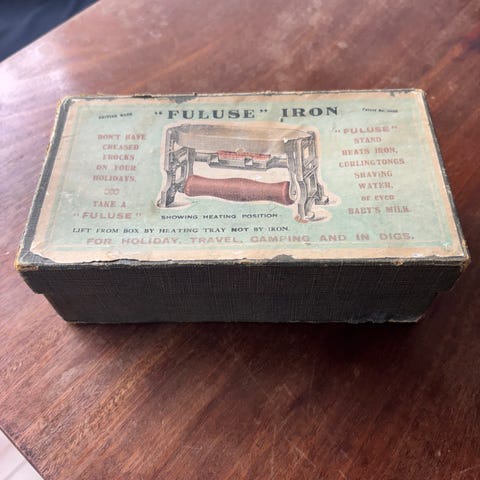 BRITISH MADE
"FULUSE" IRON
DON'T HAVE
CREASED
FROCKS
ON YOUR
HOLIDAYS.
TAKE A
"FULUSE"
SHOWING HEATING POSITION
"FULUSE"
STAND
HEATS IRON,
CURLING TONGS
SHAVING
WATER,
OR EVEN
BABY'S MILK.
LIFT FROM BOX BY HEATING TRAY NOT BY IRON.
FOR HOLIDAY, TRAVEL, CAMPING AND IN DIGS.